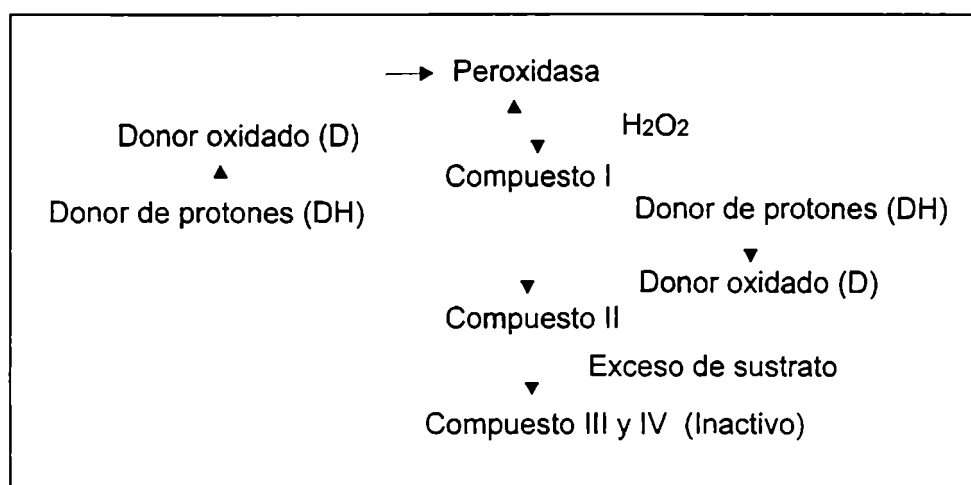 Peroxidasa
H2O2
Donor oxidado (D)
Compuesto I
Donor de protones (DH)
Donor de protones (DH)
Donor oxidado (D)
Compuesto II
Exceso de sustrato
Compuesto III y IV (Inactivo)